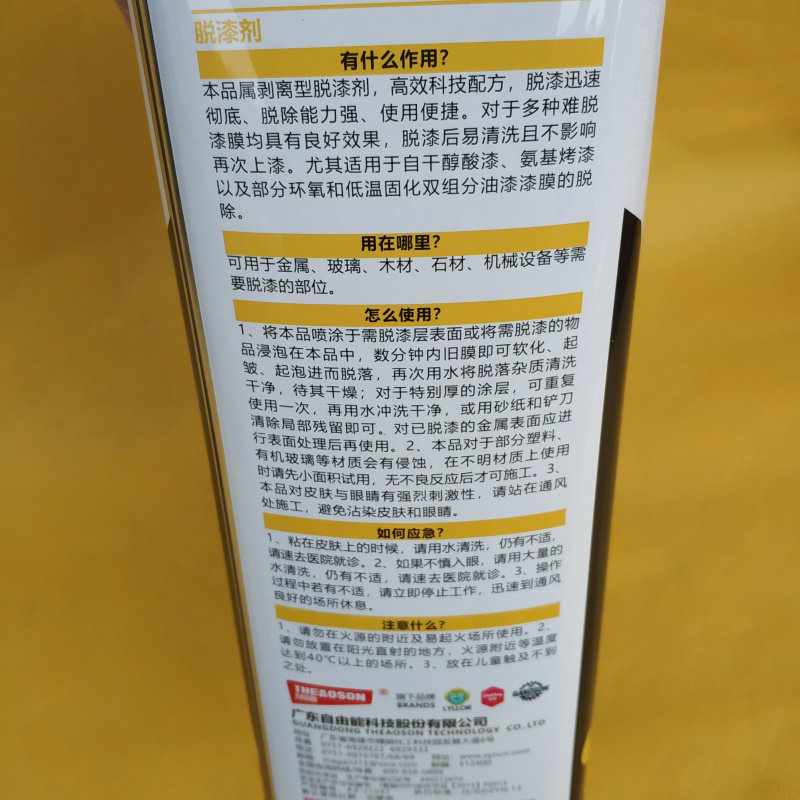 脱漆剂
有什么作用?
本品属剥离型脱漆剂，高效科技配方，脱漆迅速
彻底、脱除能力强、使用便捷。对于多种难脱
漆膜均具有良好效果，脱漆后易清洗且不影响
再次上漆。尤其适用于自干醇酸漆、氨基烤漆
以及部分环氧和低温固化双组分油漆漆膜的脱
除。
用在哪里?
可用于金属、玻璃、木材、石材、机械设备等需
要脱漆的部位。
怎么使用?
1、将本品喷涂于需脱漆层表面或将需脱漆的物
品浸泡在本品中，数分钟内旧膜即可软化、起
皱、起泡进而脱落，再次用水将脱落杂质清洗
干净，待其干燥；对于特别厚的涂层，可重复
使用一次，再用水冲洗干净，或用砂纸和铲刀
清除局部残留即可。对已脱漆的金属表面应进
行表面处理后再使用。2、本品对于部分塑料、
有机玻璃等材质会有侵蚀，在不明材质上使用
时请先小面积试用，无不良反应后才可施工。3、
本品对皮肤与眼睛有强烈刺激性，请站在通风
处施工，避免沾染皮肤和眼睛。
如何应急?
1、粘在皮肤上的时候，请用水清洗，仍有不适，
请速去医院就诊。2、如果不慎入眼，请用大量的
水清洗，仍有不适，请速去医院就诊。3、操作
过程中若有不适，请立即停止工作，迅速到通风
良好的场所休息。
注意什么?
1、请勿在火源的附近及易起火场所使用。2、
请勿放置在阳光直射的地方，火源附近等温度
达到40℃以上的场所。3、放在儿童触及不到
之处。
THEAOSON ® 旗下品牌
自由能 BRANDS LYLLOR
广东自由能科技股份有限公司
GUANGDONG THEAOSON TECHNOLOGY CO.,LTD